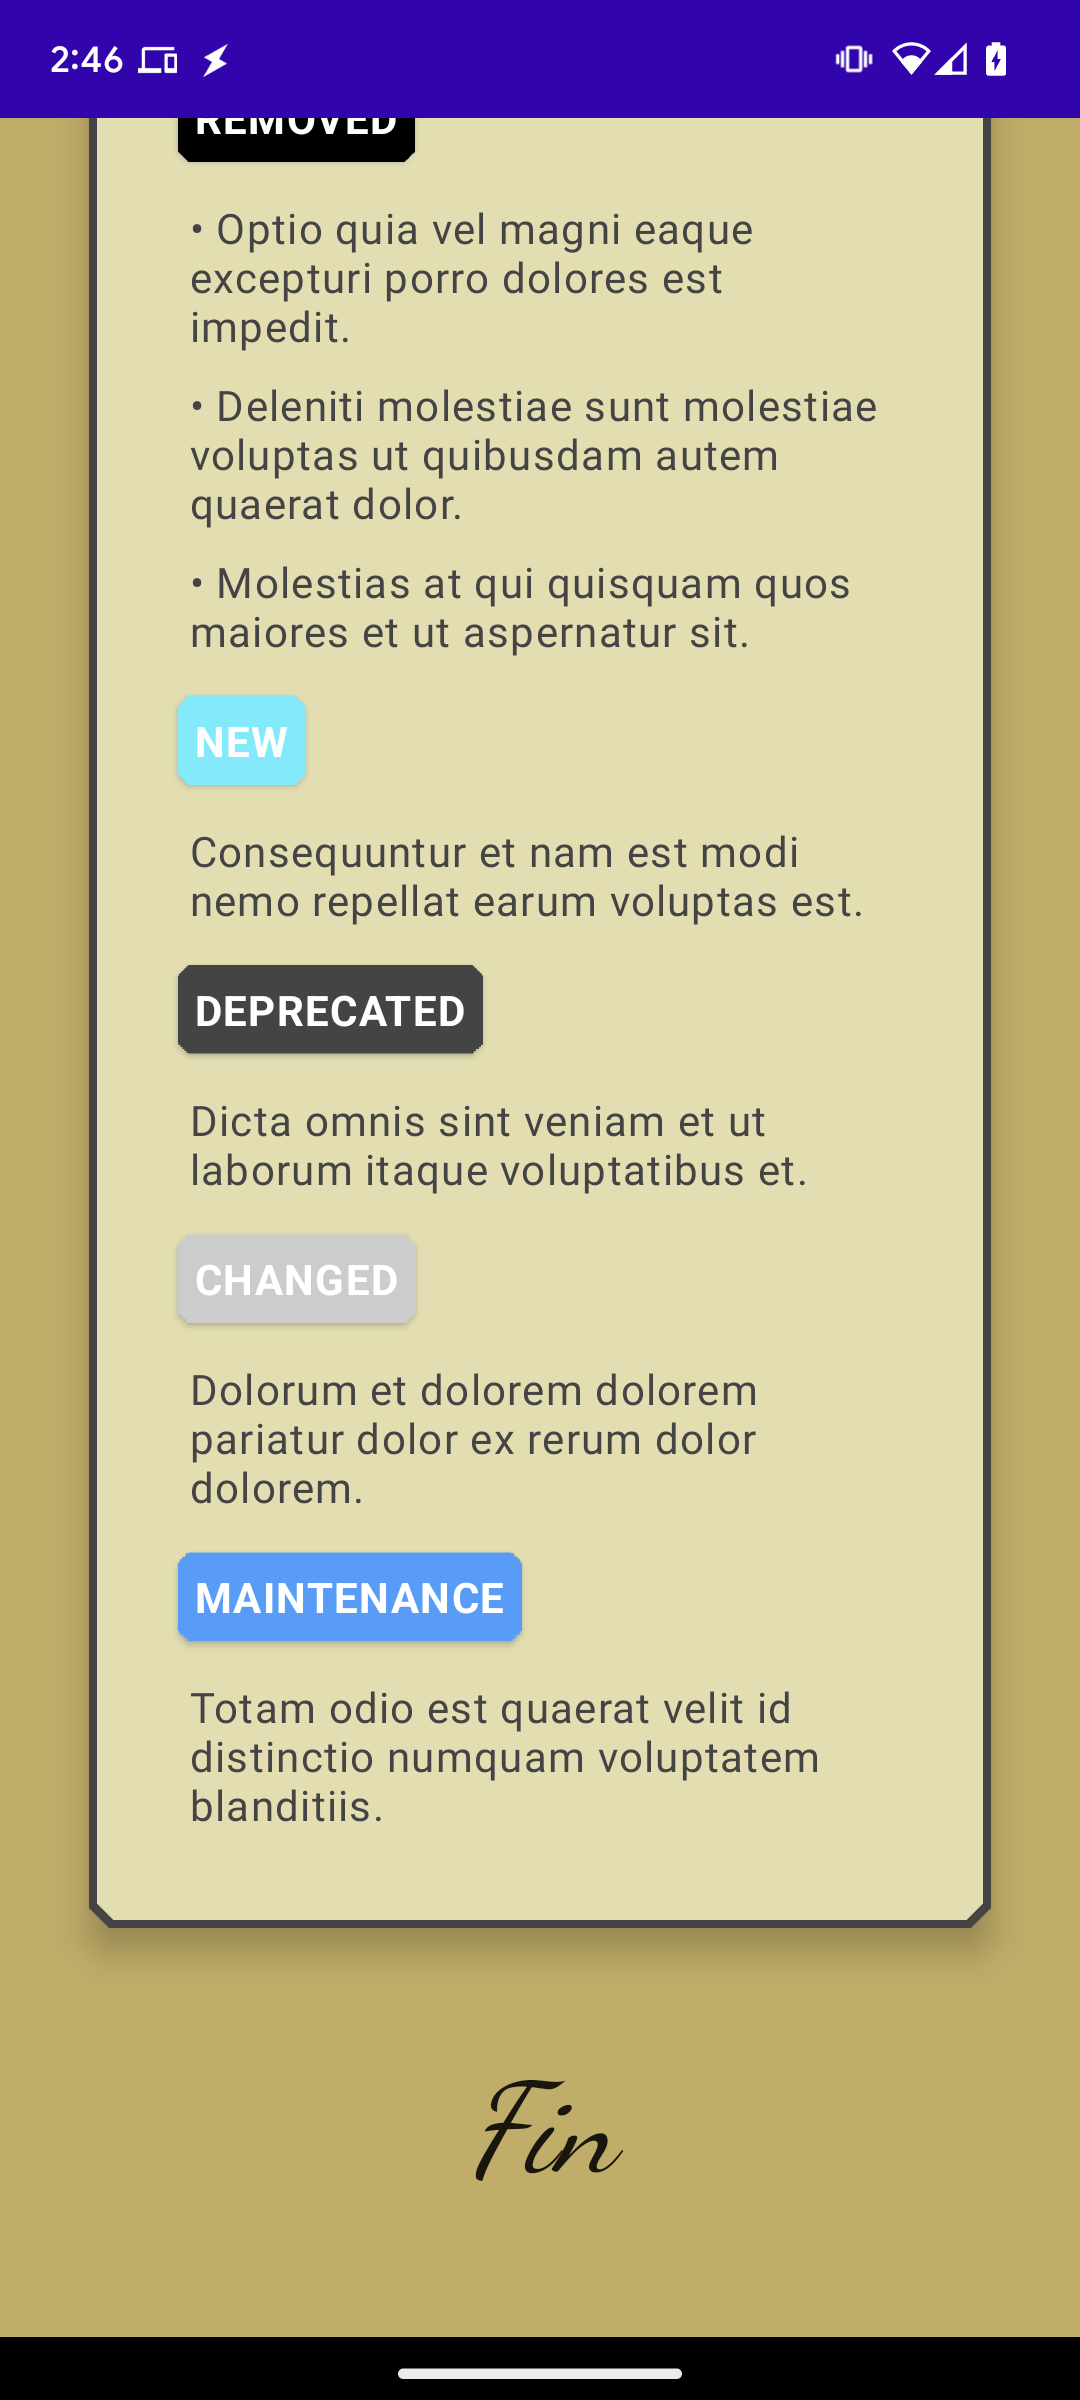 2:46
REMOVED
• Optio quia vel magni eaque
excepturi porro dolores est
impedit.
• Deleniti molestiae sunt molestiae
voluptas ut quibusdam autem
quaerat dolor.
• Molestias at qui quisquam quos
maiores et ut aspernatur sit.
NEW
Consequuntur et nam est modi
nemo repellat earum voluptas est.
DEPRECATED
Dicta omnis sint veniam et ut
laborum itaque voluptatibus et.
CHANGED
Dolorum et dolorem dolorem
pariatur dolor ex rerum dolor
dolorem.
MAINTENANCE
Totam odio est quaerat velit id
distinctio numquam voluptatem
blanditiis.
Fin